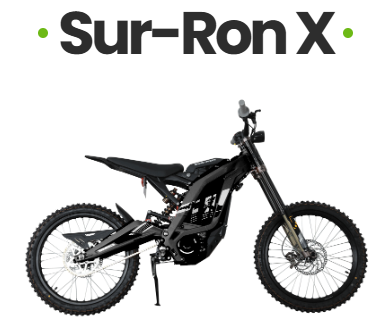 • Sur-Ron X •